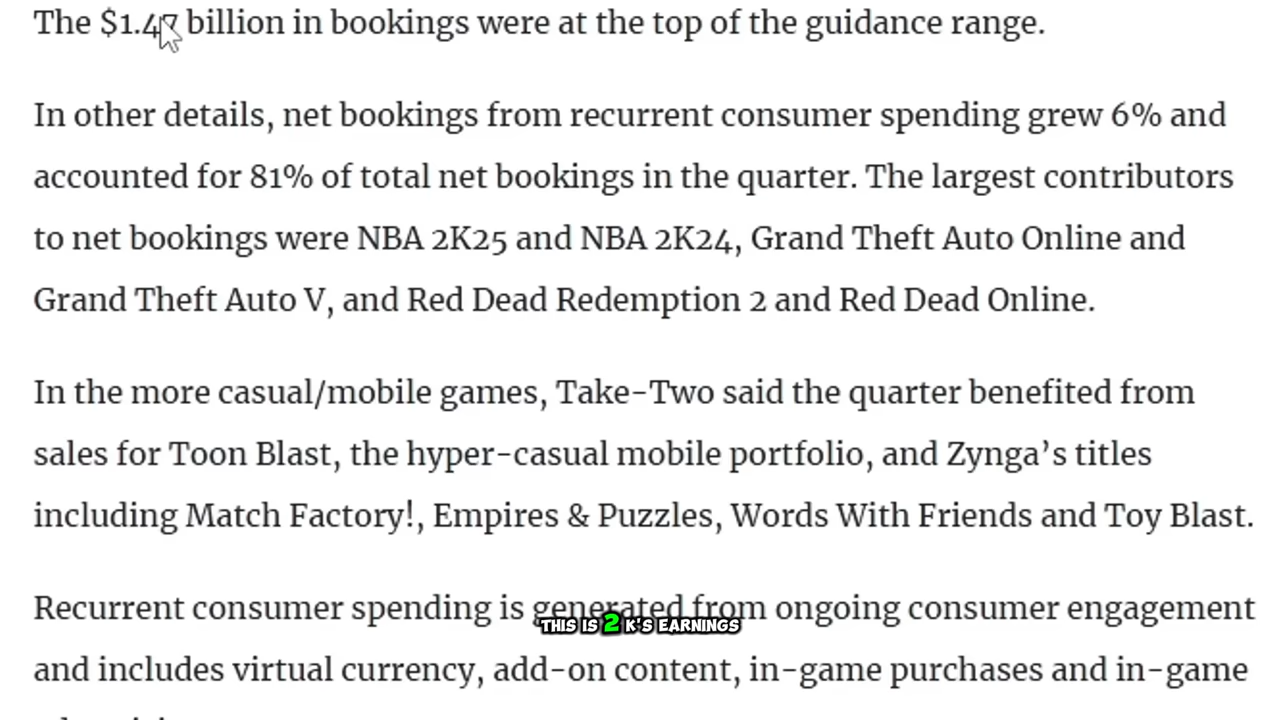 The $1.47 billion in bookings were at the top of the guidance range.
In other details, net bookings from recurrent consumer spending grew 6% and
accounted for 81% of total net bookings in the quarter. The largest contributors
to net bookings were NBA 2K25 and NBA 2K24, Grand Theft Auto Online and
Grand Theft Auto V, and Red Dead Redemption 2 and Red Dead Online.
In the more casual/mobile games, Take-Two said the quarter benefited from
sales for Toon Blast, the hyper-casual mobile portfolio, and Zynga’s titles
including Match Factory!, Empires & Puzzles, Words With Friends and Toy Blast.
Recurrent consumer spending is generated from ongoing consumer engagement
THIS IS 2 K'S EARNINGS
and includes virtual currency, add-on content, in-game purchases and in-game